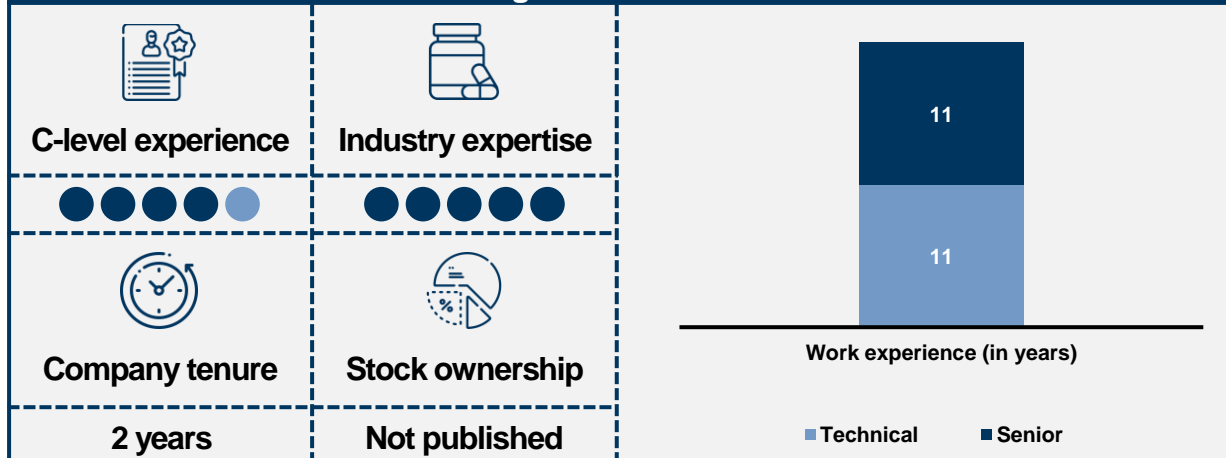 C-level experience
Industry expertise
Company tenure
%
Stock ownership
2 years
Not published
11
11
Work experience (in years)
Technical
Senior